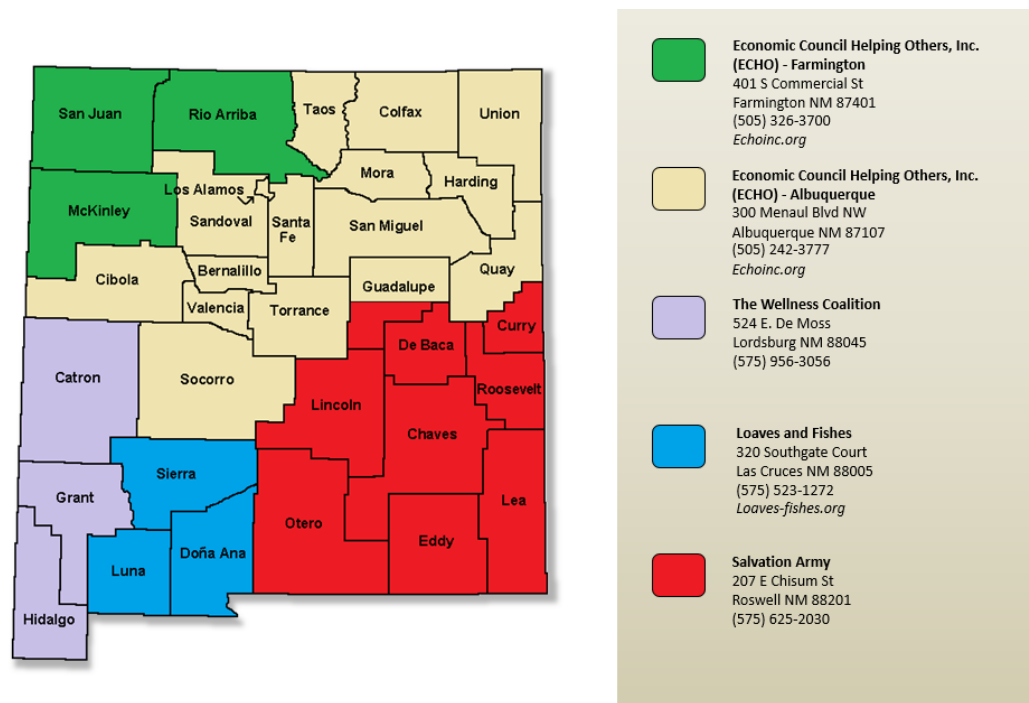 San Juan
Rio Arriba
Taos
Colfax
Union
Mora
Harding
Los Alamos
McKinley
Sandoval
Santa
Fe
San Miguel
Quay
Cibola
Bernalillo
Guadalupe
Valencia
Torrance
Curry
De Baca
Catron
Socorro
Roosevelt
Lincoln
Chaves
Sierra
Grant
Lea
Otero
Doña Ana
Eddy
Luna
Hidalgo
Economic Council Helping Others, Inc.
(ECHO) - Farmington
401 S Commercial St
Farmington NM 87401
(505) 326-3700
Echoinc.org
Economic Council Helping Others, Inc.
(ECHO) - Albuquerque
300 Menaul Blvd NW
Albuquerque NM 87107
(505) 242-3777
Echoinc.org
The Wellness Coalition
524 E. De Moss
Lordsburg NM 88045
(575) 956-3056
Loaves and Fishes
320 Southgate Court
Las Cruces NM 88005
(575) 523-1272
Loaves-fishes.org
Salvation Army
207 E Chisum St
Roswell NM 88201
(575) 625-2030